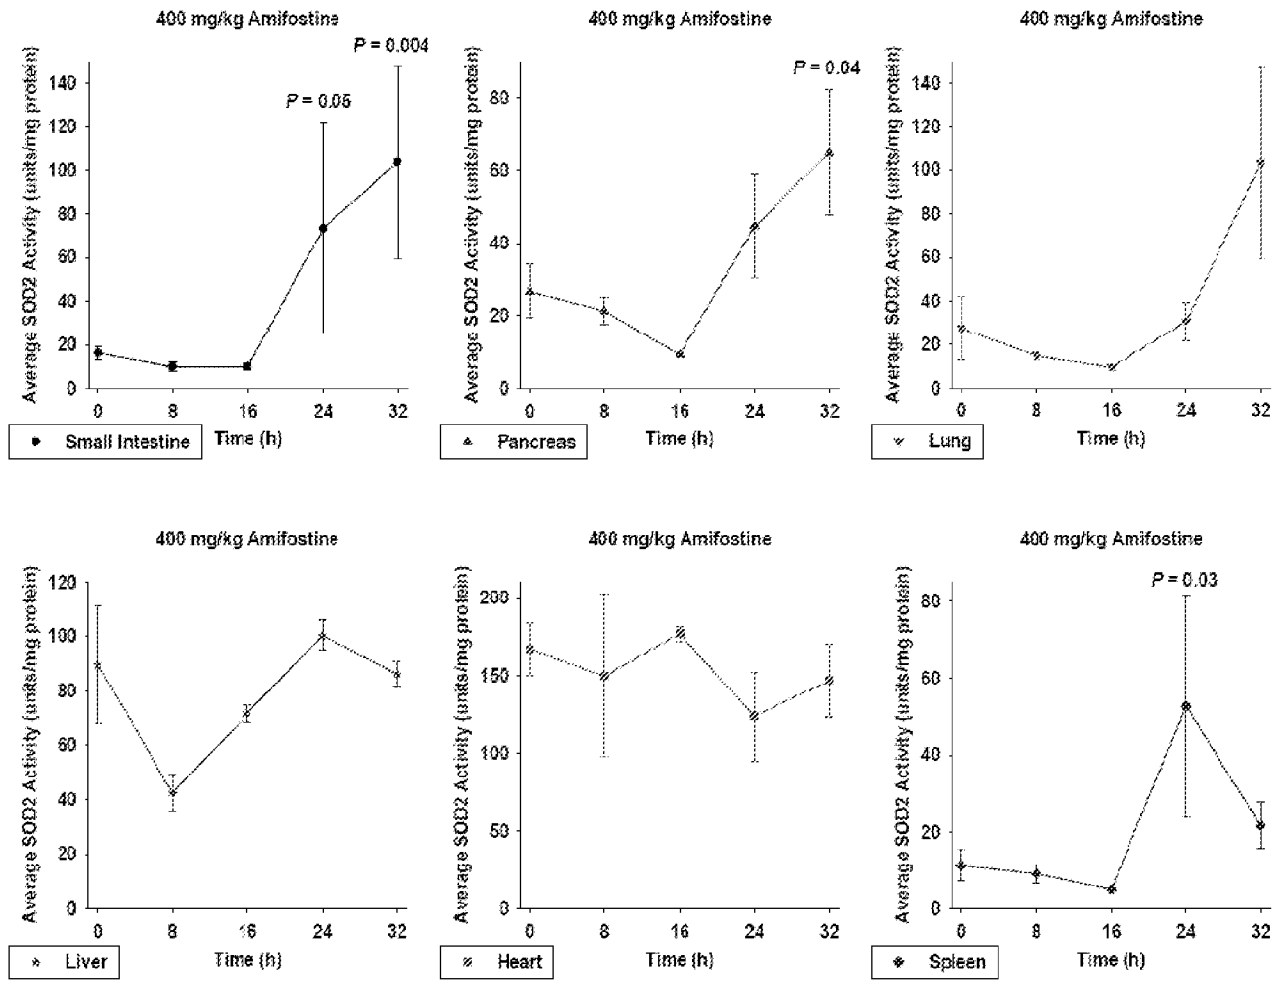 400 mg/kg Amifostine
P = 0.004
P = 0.05
Average SOD2 Activity (units/mg protein)
140
120
100
80
60
40
20
0
0 8 16 24 32
Time (h)
Small Intestine
400 mg/kg Amifostine
P = 0.04
Average SOD2 Activity (units/mg protein)
80
60
40
20
0
0 8 16 24 32
Time (h)
Pancreas
400 mg/kg Amifostine
Average SOD2 Activity (units/mg protein)
140
120
100
80
60
40
20
0
0 8 16 24 32
Time (h)
Lung
400 mg/kg Amifostine
Average SOD2 Activity (units/mg protein)
120
100
80
60
40
20
0
0 8 16 24 32
Time (h)
Liver
400 mg/kg Amifostine
Average SOD2 Activity (units/mg protein)
200
150
100
50
0
0 8 16 24 32
Time (h)
Heart
400 mg/kg Amifostine
P = 0.03
Average SOD2 Activity (units/mg protein)
80
60
40
20
0
0 8 16 24 32
Time (h)
Spleen